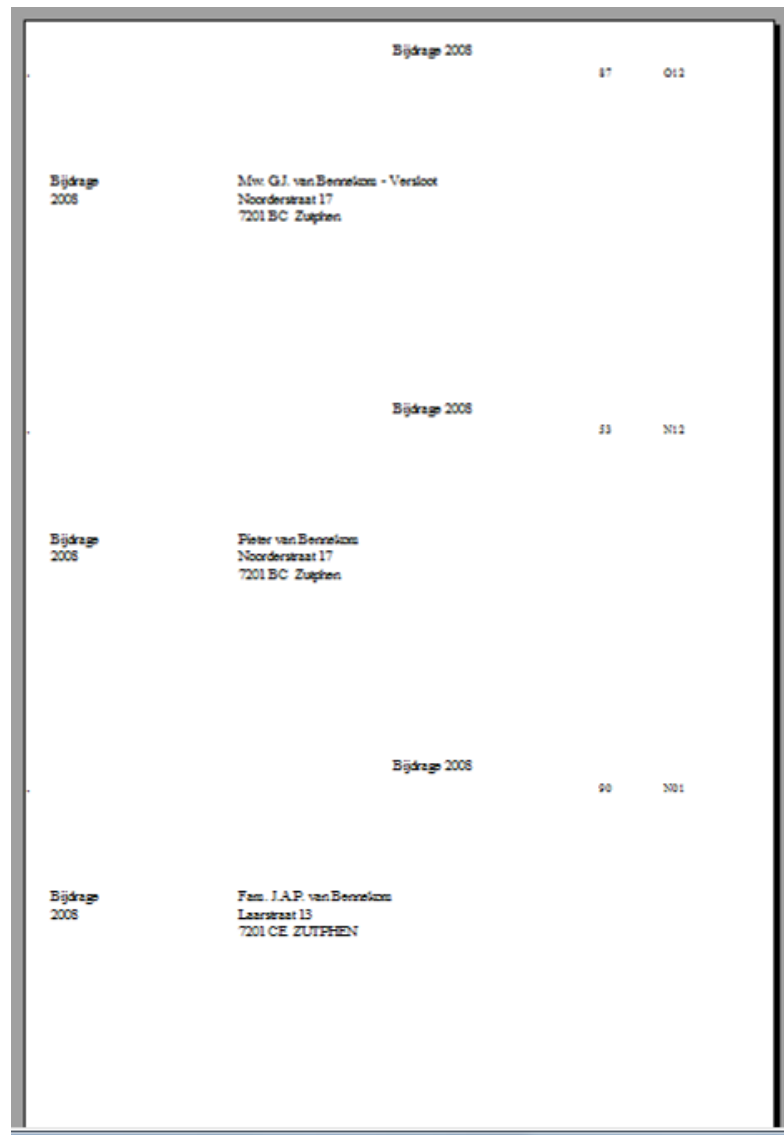 Bijdrage 2008
87 O12
Bijdrage
2008
Mw. G.J. van Bennekom - Versloot
Noorderstraat 17
7201 BC Zutphen
Bijdrage 2008
53 N12
Bijdrage
2008
Pieter van Bennekom
Noorderstraat 17
7201 BC Zutphen
Bijdrage 2008
90 N01
Bijdrage
2008
Fam. J.A.P. van Bennekom
Laarstraat 13
7201 CE ZUTPHEN